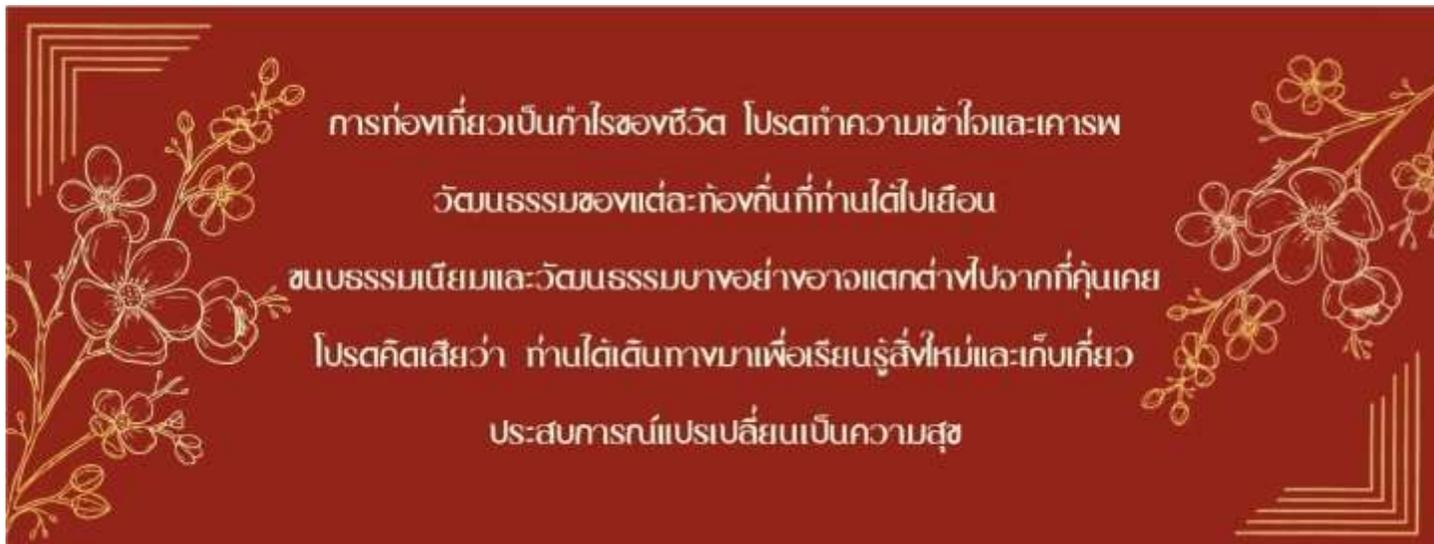 การท่องเที่ยวเป็นกำไรของชีวิต โปรดทำความเข้าใจและเคารพ
วัฒนธรรมของแต่ละท้องถิ่นที่ท่านได้ไปเยือน
ขนบธรรมเนียมและวัฒนธรรมบางอย่างอาจแตกต่างไปจากที่คุ้นเคย
โปรดคิดเสียว่า ท่านได้เดินทางมาเพื่อเรียนรู้สิ่งใหม่และเก็บเกี่ยว
ประสบการณ์แปรเปลี่ยนเป็นความสุข